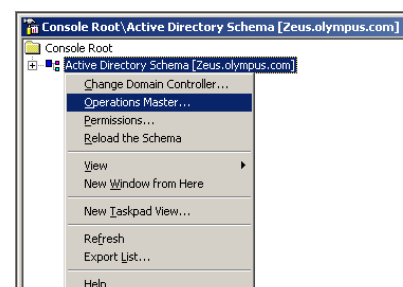 Console Root\Active Directory Schema [Zeus.olympus.com]
Console Root
Active Directory Schema [Zeus.olympus.com]
Change Domain Controller...
Operations Master...
Permissions...
Reload the Schema
View
New Window from Here
New Taskpad View...
Refresh
Export List...
Help